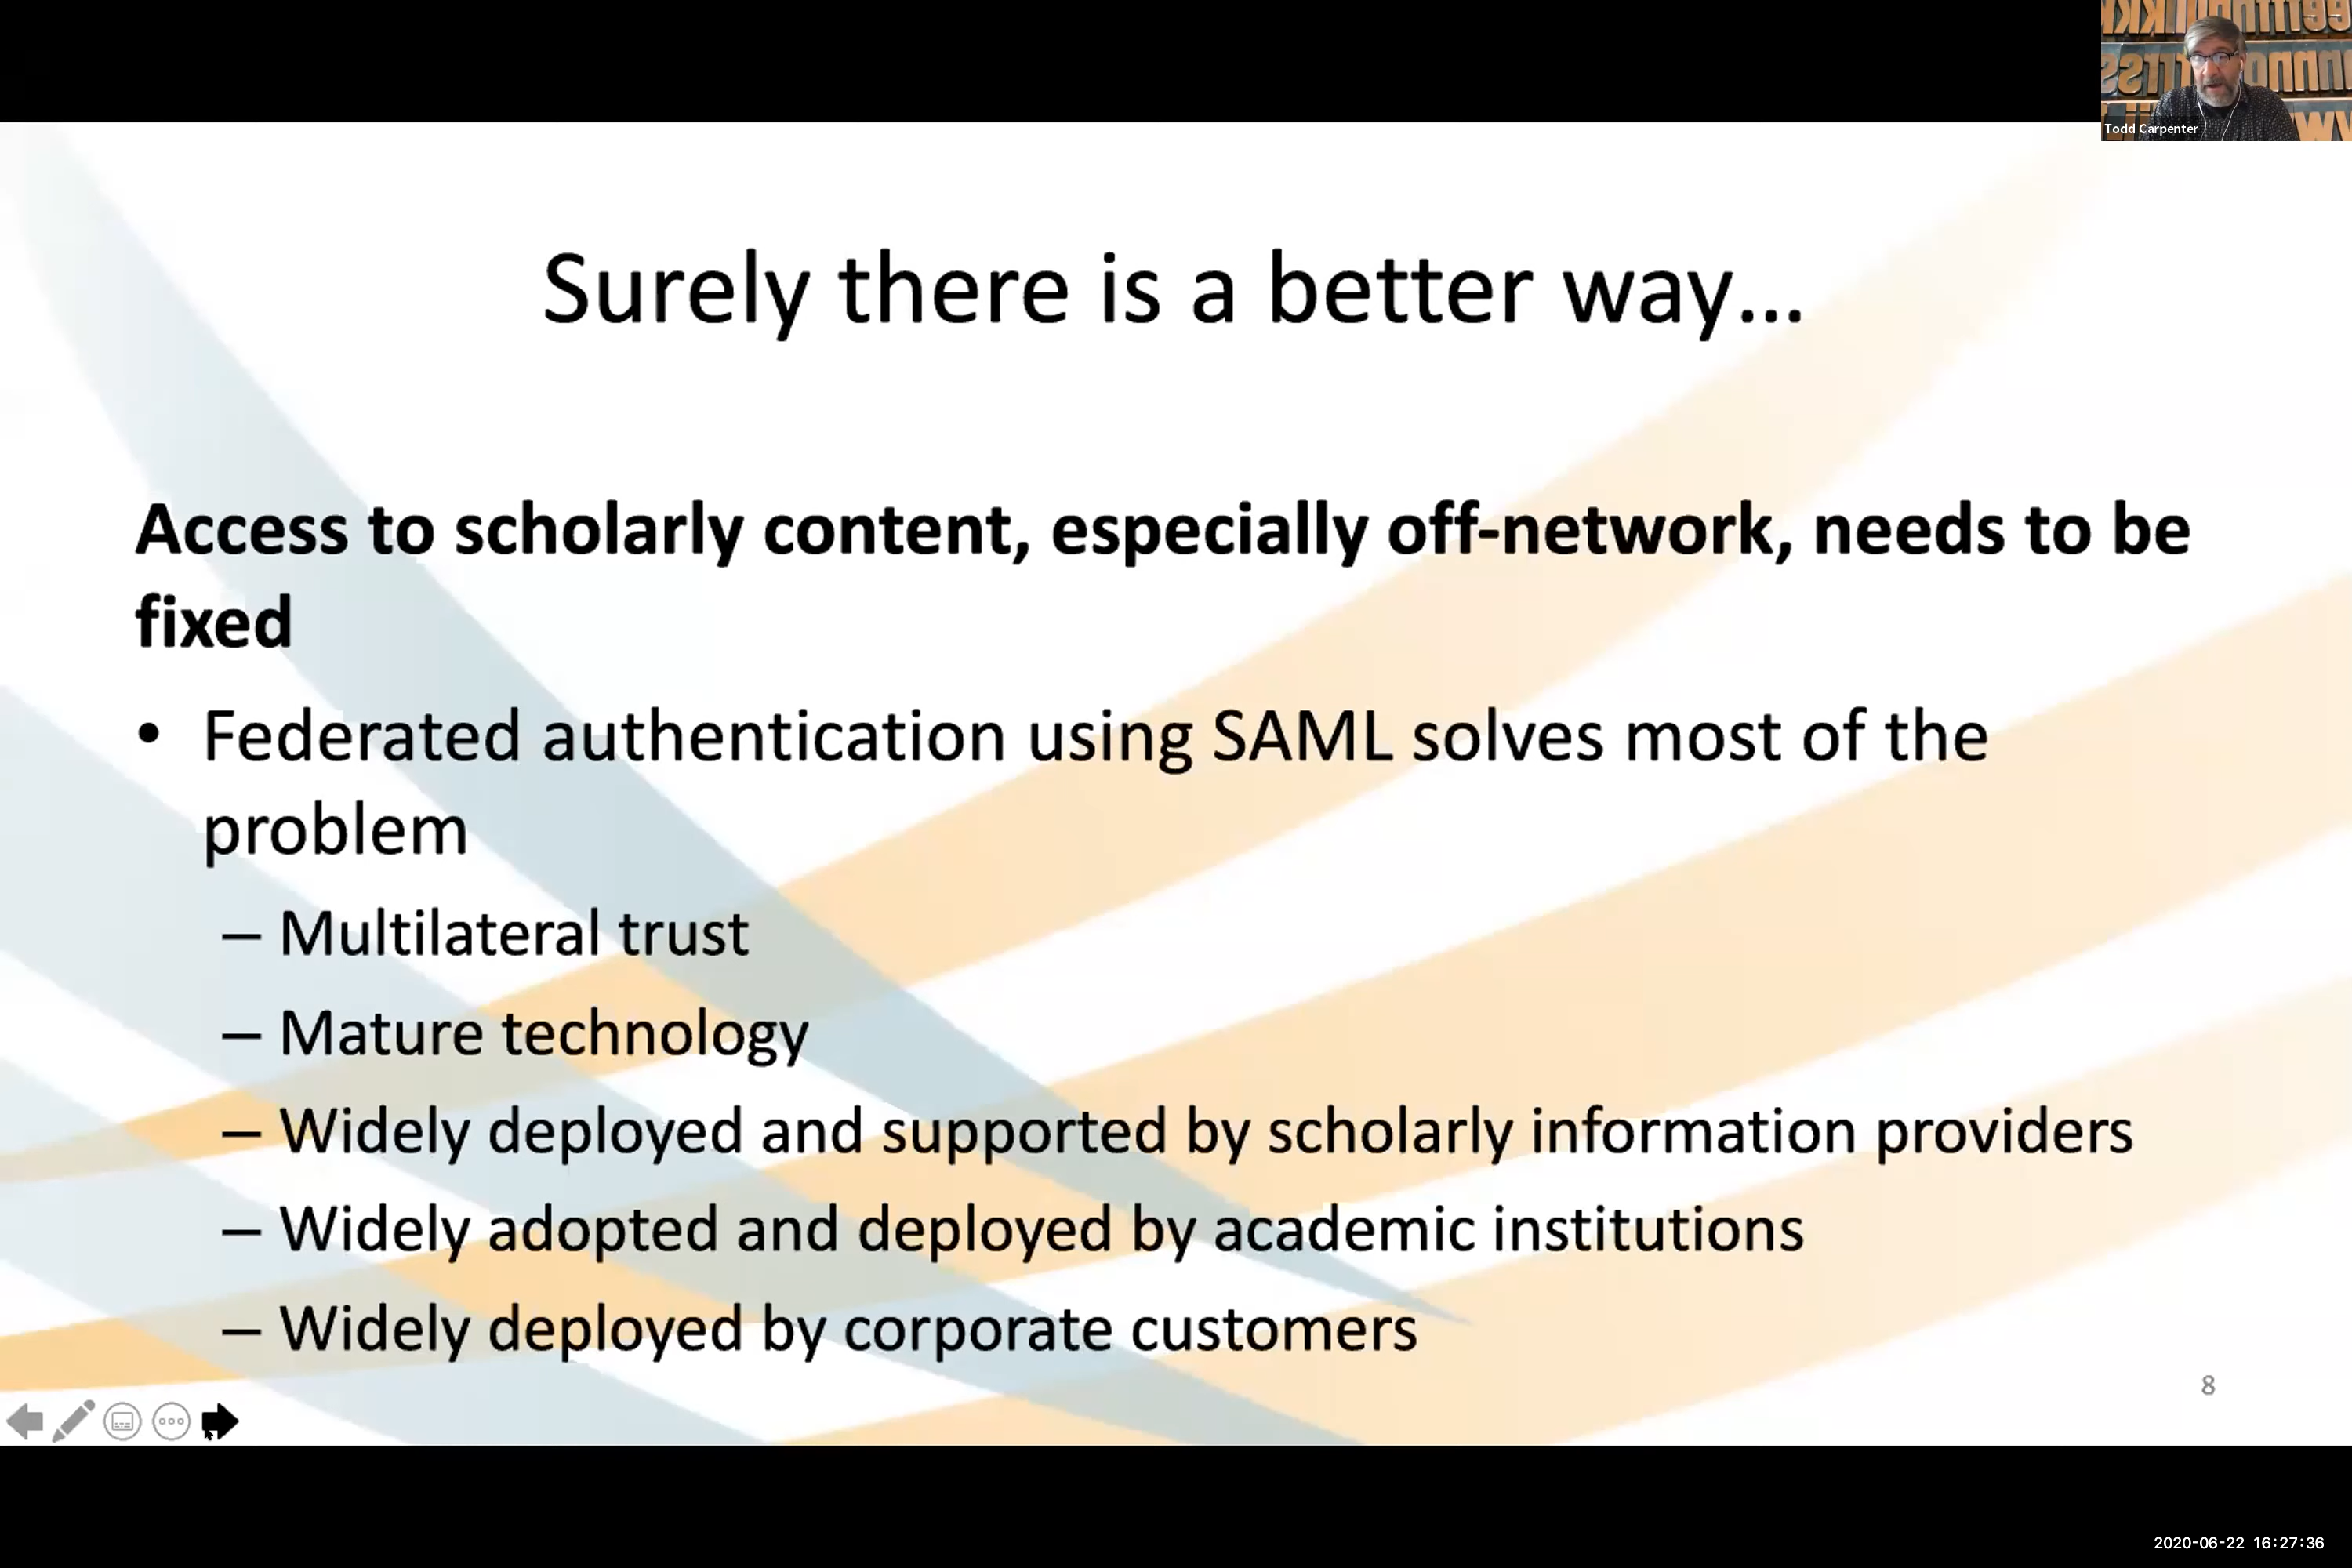 Todd Carpenter
Surely there is a better way...
Access to scholarly content, especially off-network, needs to be
fixed
• Federated authentication using SAML solves most of the
problem
– Multilateral trust
– Mature technology
– Widely deployed and supported by scholarly information providers
– Widely adopted and deployed by academic institutions
– Widely deployed by corporate customers
8
2020-06-22 16:27:36